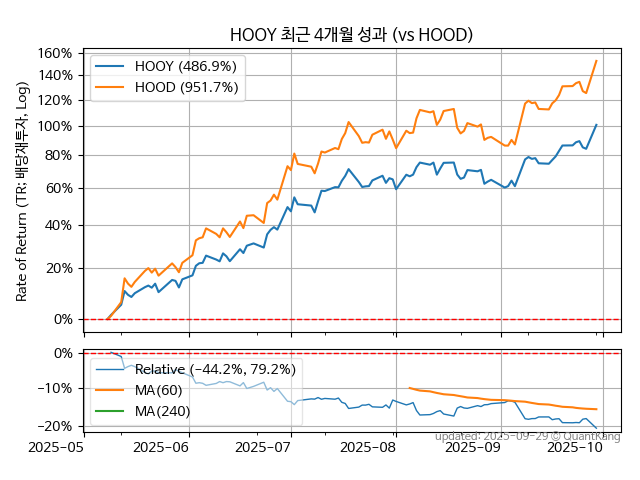 HOOY 최근 4개월 성과 (vs HOOD)
Rate of Return (TR: 배당재투자, Log)
160%
140%
120%
100%
80%
60%
40%
20%
0%
HOOY (486.9%)
HOOD (951.7%)
0%
−10%
−20%
Relative (−44.2%, 79.2%)
MA(60)
MA(240)
updated: 2025-09-29 © QuantKang
2025-05
2025-06
2025-07
2025-08
2025-09
2025-10